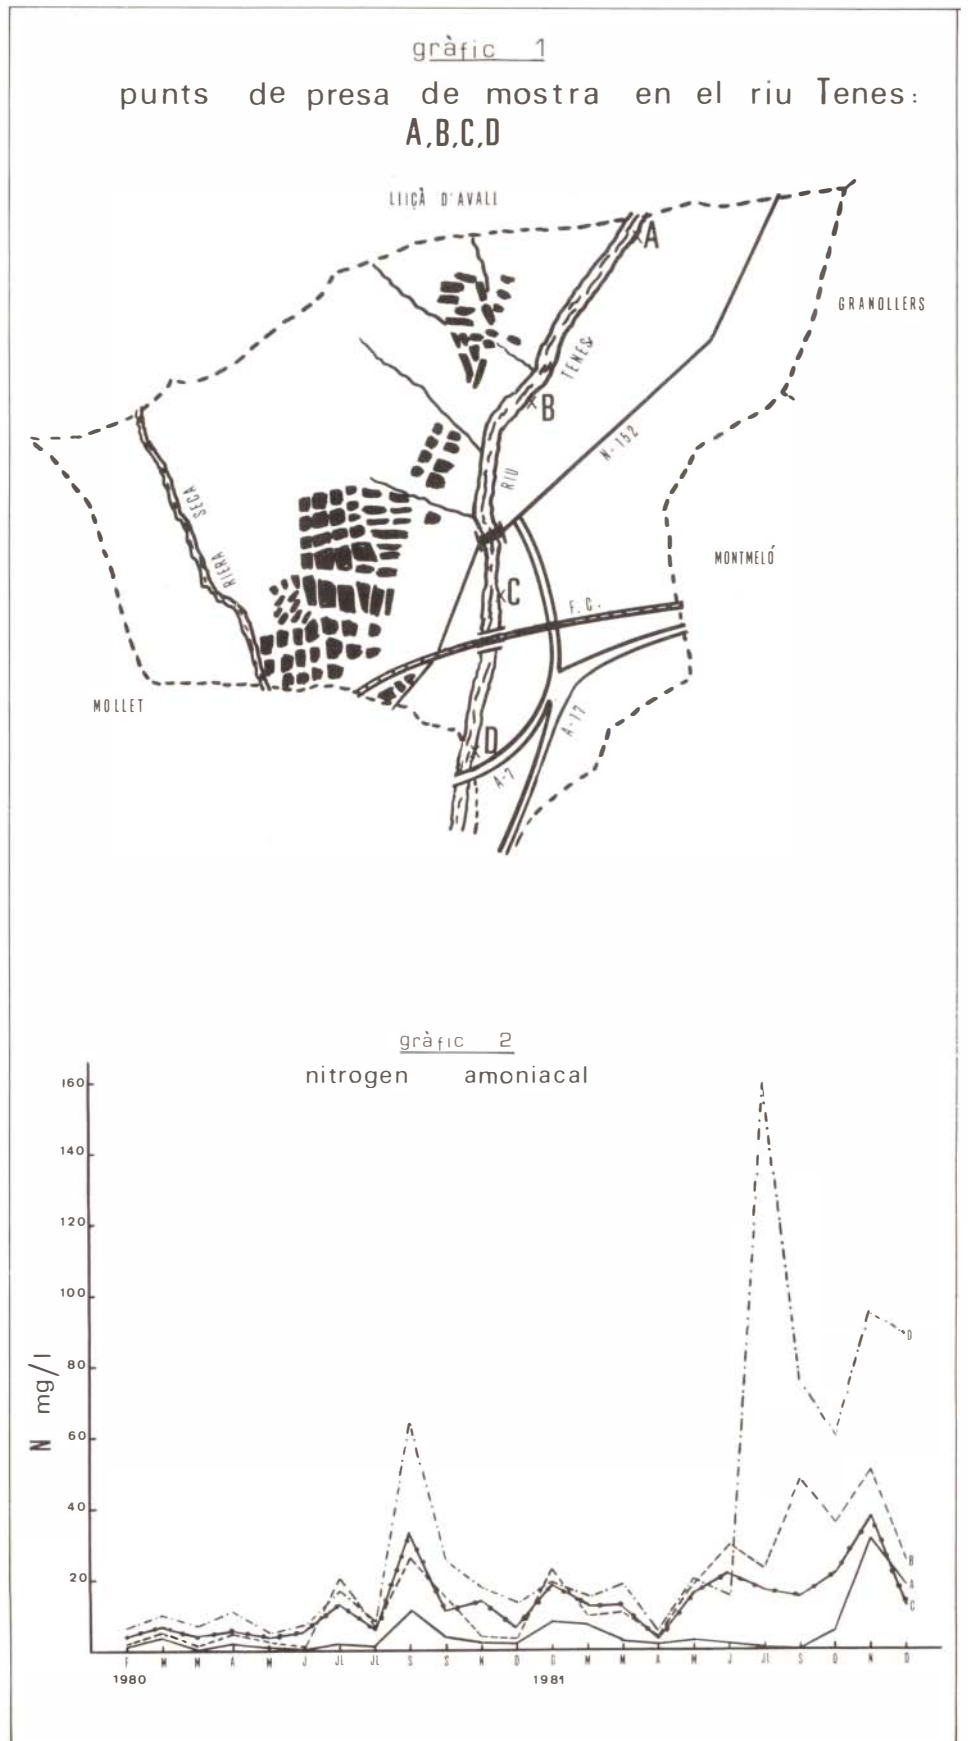 gràfic 1
punts de presa de mostra en el riu Tenes:
A,B,C,D
LLIÇÀ D'AVALL
A
GRANOLLERS
TENES
B
N-152
RIU
SECA
RIERA
MONTMELÓ
C
F.C.
MOLLET
A-17
D
A-7
gràfic 2
nitrogen amoniacal
160
140
120
100
80
60
40
20
N mg/l
D
B
A
C
F M M A M J JL JL S S N D G M M A M J JL S O N D
1980 1981